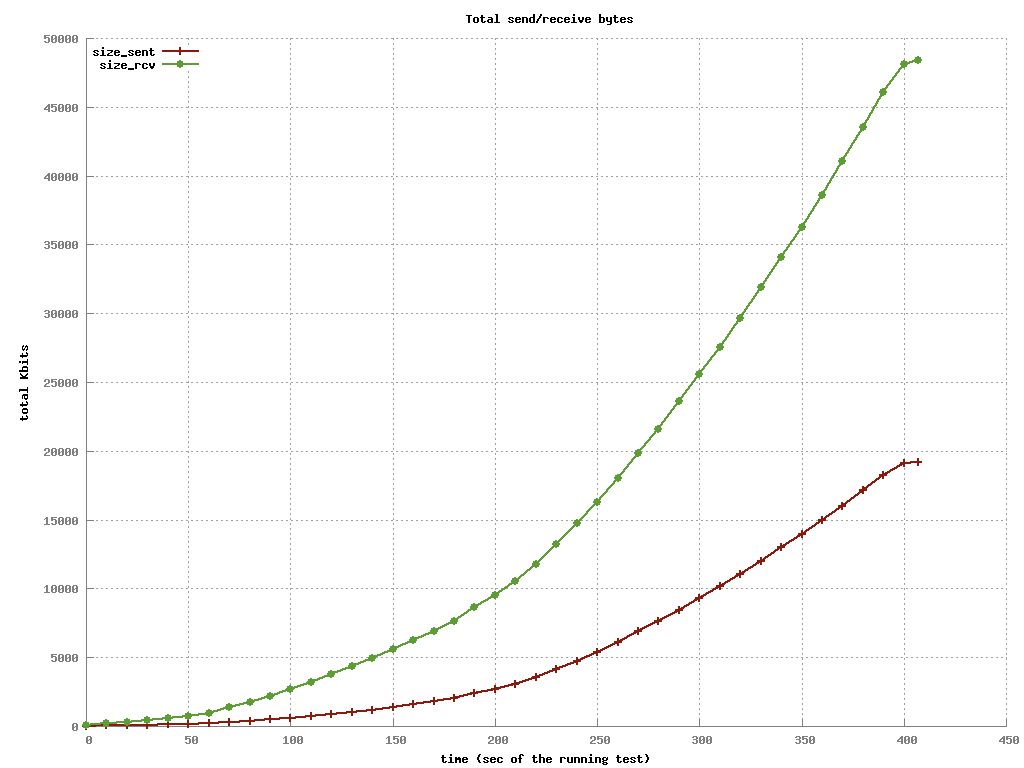 Total send/receive bytes
50000
size_sent
size_rcv
45000
40000
35000
30000
total Kbits
25000
20000
15000
10000
5000
0
0 50 100 150 200 250 300 350 400 450
time (sec of the running test)